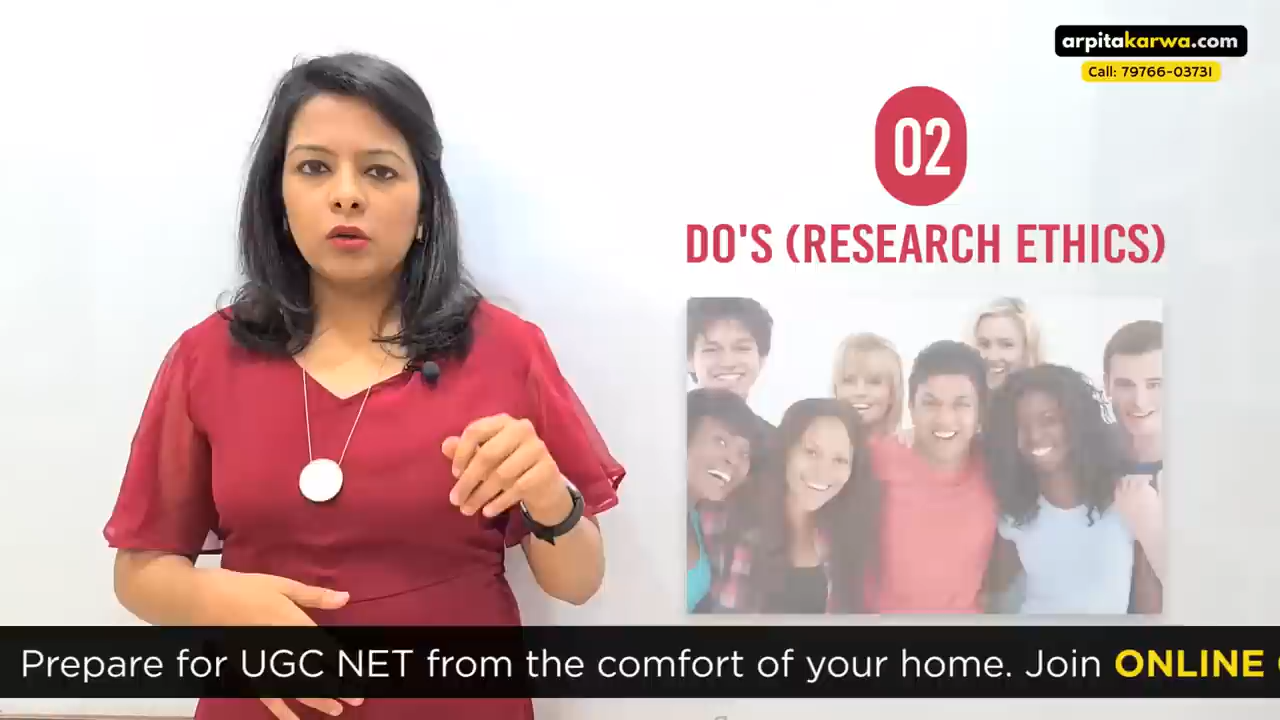 arpitakarwa.com
Call: 79766-03731
02
DO'S (RESEARCH ETHICS)
Prepare for UGC NET from the comfort of your home. Join ONLINE